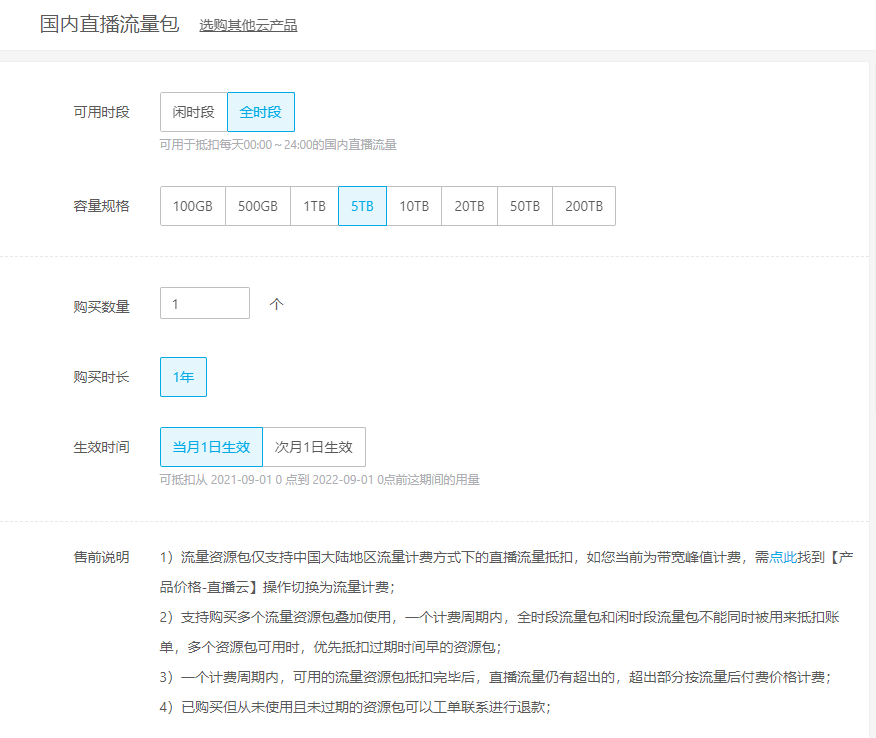 国内直播流量包 选购其他云产品
可用时段 闲时段 全时段
可用于抵扣每天00:00～24:00的国内直播流量
容量规格 100GB 500GB 1TB 5TB 10TB 20TB 50TB 200TB
购买数量 1 个
购买时长 1年
生效时间 当月1日生效 次月1日生效
可抵扣从 2021-09-01 0 点到 2022-09-01 0点前这期间的用量
售前说明 1）流量资源包仅支持中国大陆地区流量计费方式下的直播流量抵扣，如您当前为带宽峰值计费，需点此找到【产
品价格-直播云】操作切换为流量计费；
2）支持购买多个流量资源包叠加使用，一个计费周期内，全时段流量包和闲时段流量包不能同时被用来抵扣账
单，多个资源包可用时，优先抵扣过期时间早的资源包；
3）一个计费周期内，可用的流量资源包抵扣完毕后，直播流量仍有超出的，超出部分按流量后付费价格计费；
4）已购买但从未使用且未过期的资源包可以工单联系进行退款；